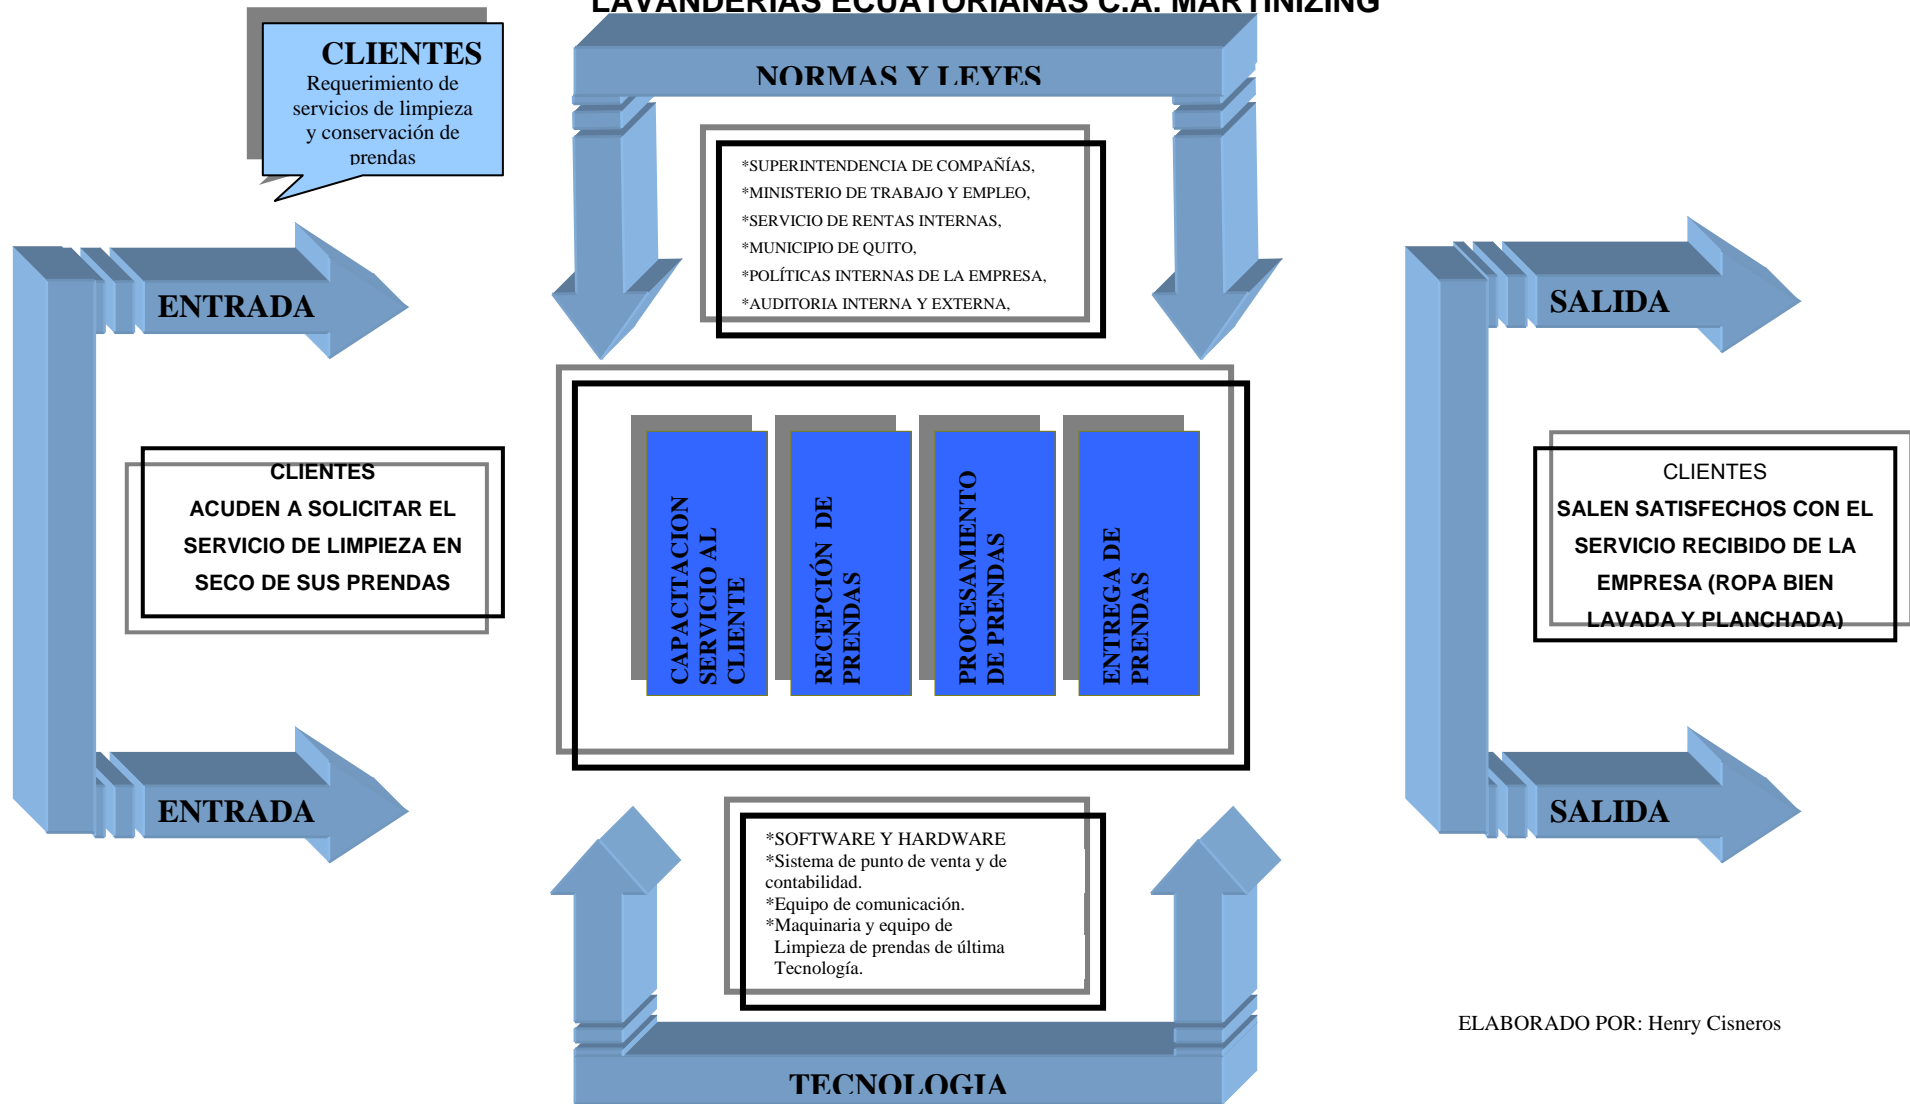 LAVANDERIAS ECUATORIANAS C.A. MARTINIZING
CLIENTES
Requerimiento de
servicios de limpieza
y conservación de
prendas
NORMAS Y LEYES
*SUPERINTENDENCIA DE COMPAÑÍAS,
*MINISTERIO DE TRABAJO Y EMPLEO,
*SERVICIO DE RENTAS INTERNAS,
*MUNICIPIO DE QUITO,
*POLÍTICAS INTERNAS DE LA EMPRESA,
*AUDITORIA INTERNA Y EXTERNA,
ENTRADA
SALIDA
CLIENTES
ACUDEN A SOLICITAR EL
SERVICIO DE LIMPIEZA EN
SECO DE SUS PRENDAS
CAPACITACION
SERVICIO AL
CLIENTE
RECEPCIÓN DE
PRENDAS
PROCESAMIENTO
DE PRENDAS
ENTREGA DE
PRENDAS
CLIENTES
SALEN SATISFECHOS CON EL
SERVICIO RECIBIDO DE LA
EMPRESA (ROPA BIEN
LAVADA Y PLANCHADA)
ENTRADA
SALIDA
*SOFTWARE Y HARDWARE
*Sistema de punto de venta y de
contabilidad.
*Equipo de comunicación.
*Maquinaria y equipo de
Limpieza de prendas de última
Tecnología.
TECNOLOGIA
ELABORADO POR: Henry Cisneros